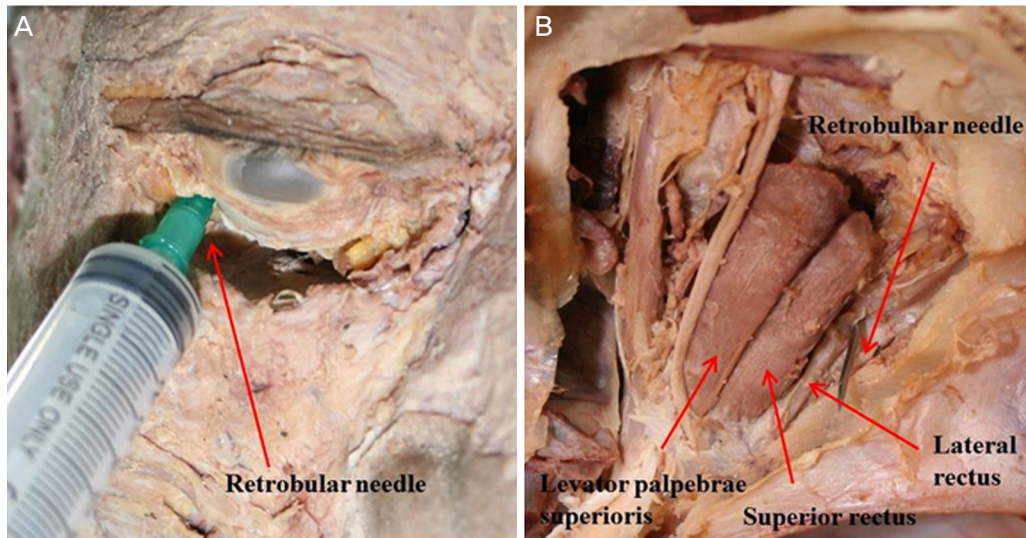 A
SINGLE USE ONLY
Retrobular needle
B
Retrobulbar needle
Levator palpebrae
superioris
Superior rectus
Lateral
rectus